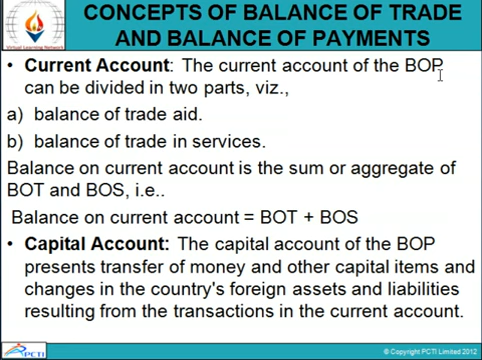 CONCEPTS OF BALANCE OF TRADE
AND BALANCE OF PAYMENTS
Virtual Learning Network
• Current Account: The current account of the BOP
can be divided in two parts, viz.,
a) balance of trade aid.
b) balance of trade in services.
Balance on current account is the sum or aggregate of
BOT and BOS, i.e..
Balance on current account = BOT + BOS
• Capital Account: The capital account of the BOP
presents transfer of money and other capital items and
changes in the country's foreign assets and liabilities
resulting from the transactions in the current account.
PCTI
© Copyright PCTI Limited 2012